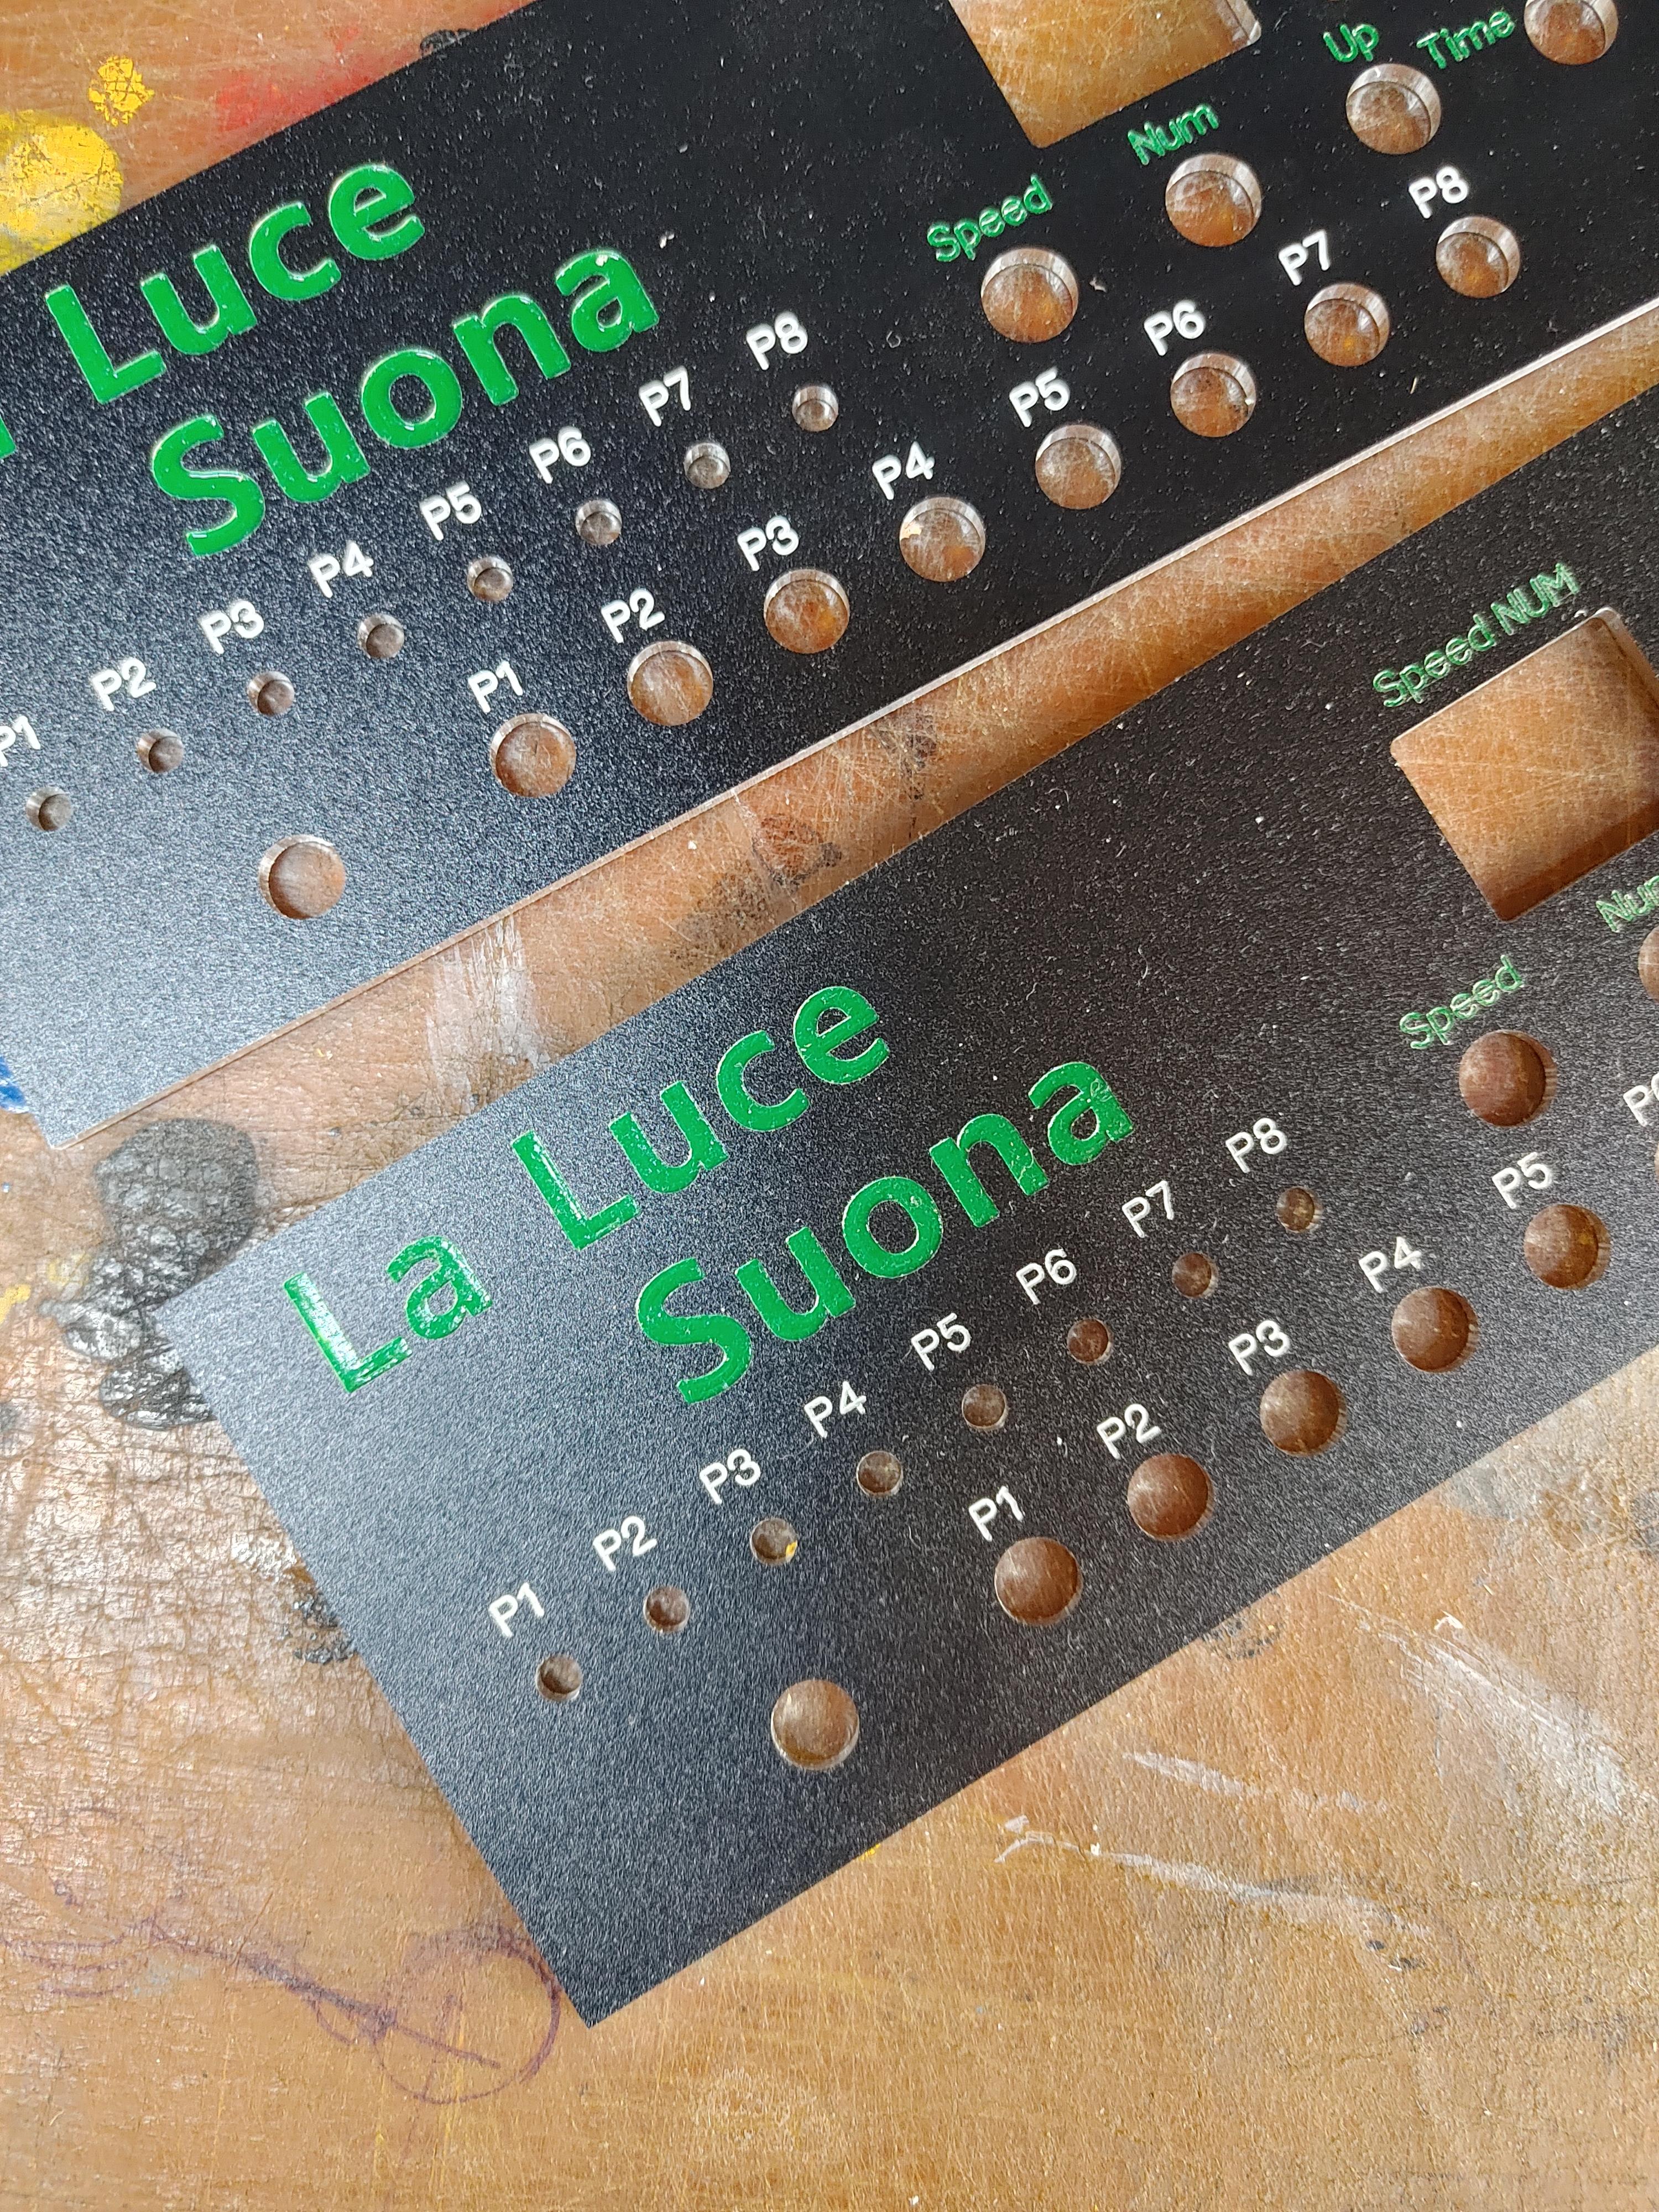 Up Time
Num
Speed
Luce
Suona
P1 P2 P3 P4 P5 P6 P7 P8
P1 P2 P3 P4 P5 P6 P7 P8
Speed NUM
Speed
La Luce
Suona
P1 P2 P3 P4 P5 P6 P7 P8
P1 P2 P3 P4 P5